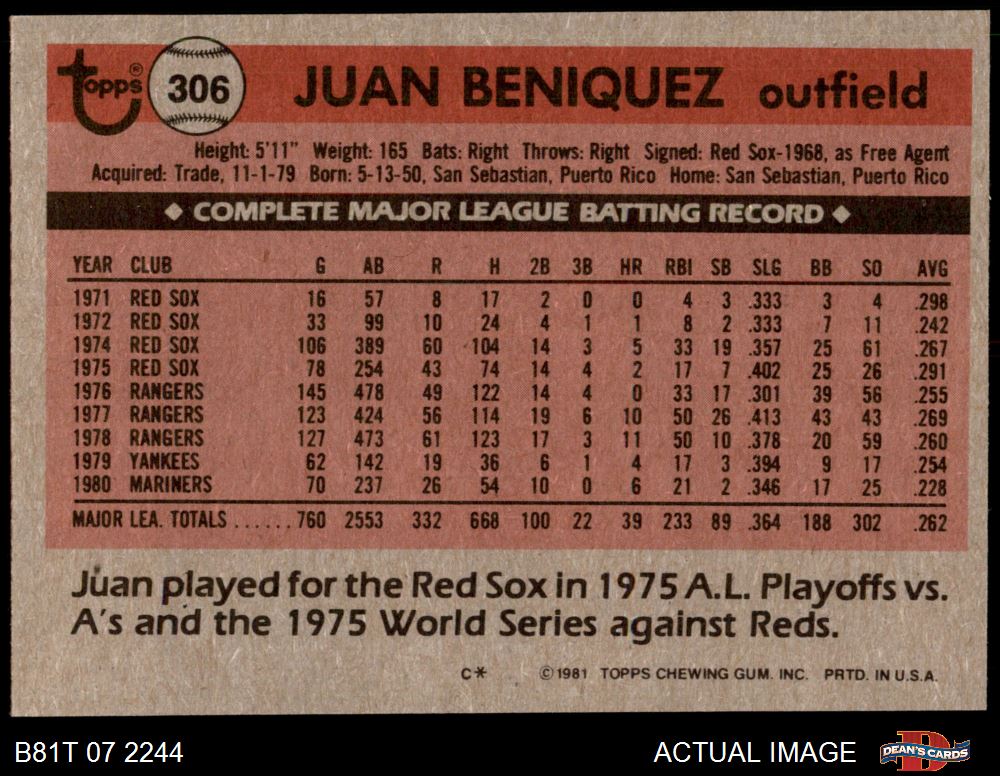 topps® 306 JUAN BENIQUEZ outfield
Height: 5'11" Weight: 165 Bats: Right Throws: Right Signed: Red Sox-1968, as Free Agent
Acquired: Trade, 11-1-79 Born: 5-13-50, San Sebastian, Puerto Rico Home: San Sebastian, Puerto Rico
◆ COMPLETE MAJOR LEAGUE BATTING RECORD ◆
YEAR CLUB G AB R H 2B 3B HR RBI SB SLG BB SO AVG
1971 RED SOX 16 57 8 17 2 0 0 4 3 .333 3 4 .298
1972 RED SOX 33 99 10 24 4 1 1 8 2 .333 7 11 .242
1974 RED SOX 106 389 60 104 14 3 5 33 19 .357 25 61 .267
1975 RED SOX 78 254 43 74 14 4 2 17 7 .402 25 26 .291
1976 RANGERS 145 478 49 122 14 4 0 33 17 .301 39 56 .255
1977 RANGERS 123 424 56 114 19 6 10 50 26 .413 43 43 .269
1978 RANGERS 127 473 61 123 17 3 11 50 10 .378 20 59 .260
1979 YANKEES 62 142 19 36 6 1 4 17 3 .394 9 17 .254
1980 MARINERS 70 237 26 54 10 0 6 21 2 .346 17 25 .228
MAJOR LEA. TOTALS ...... 760 2553 332 668 100 22 39 233 89 .364 188 302 .262
Juan played for the Red Sox in 1975 A.L. Playoffs vs.
A's and the 1975 World Series against Reds.
C* ©1981 TOPPS CHEWING GUM. INC. PRTD. IN U.S.A.
B81T 07 2244 ACTUAL IMAGE D DEAN'S CARDS